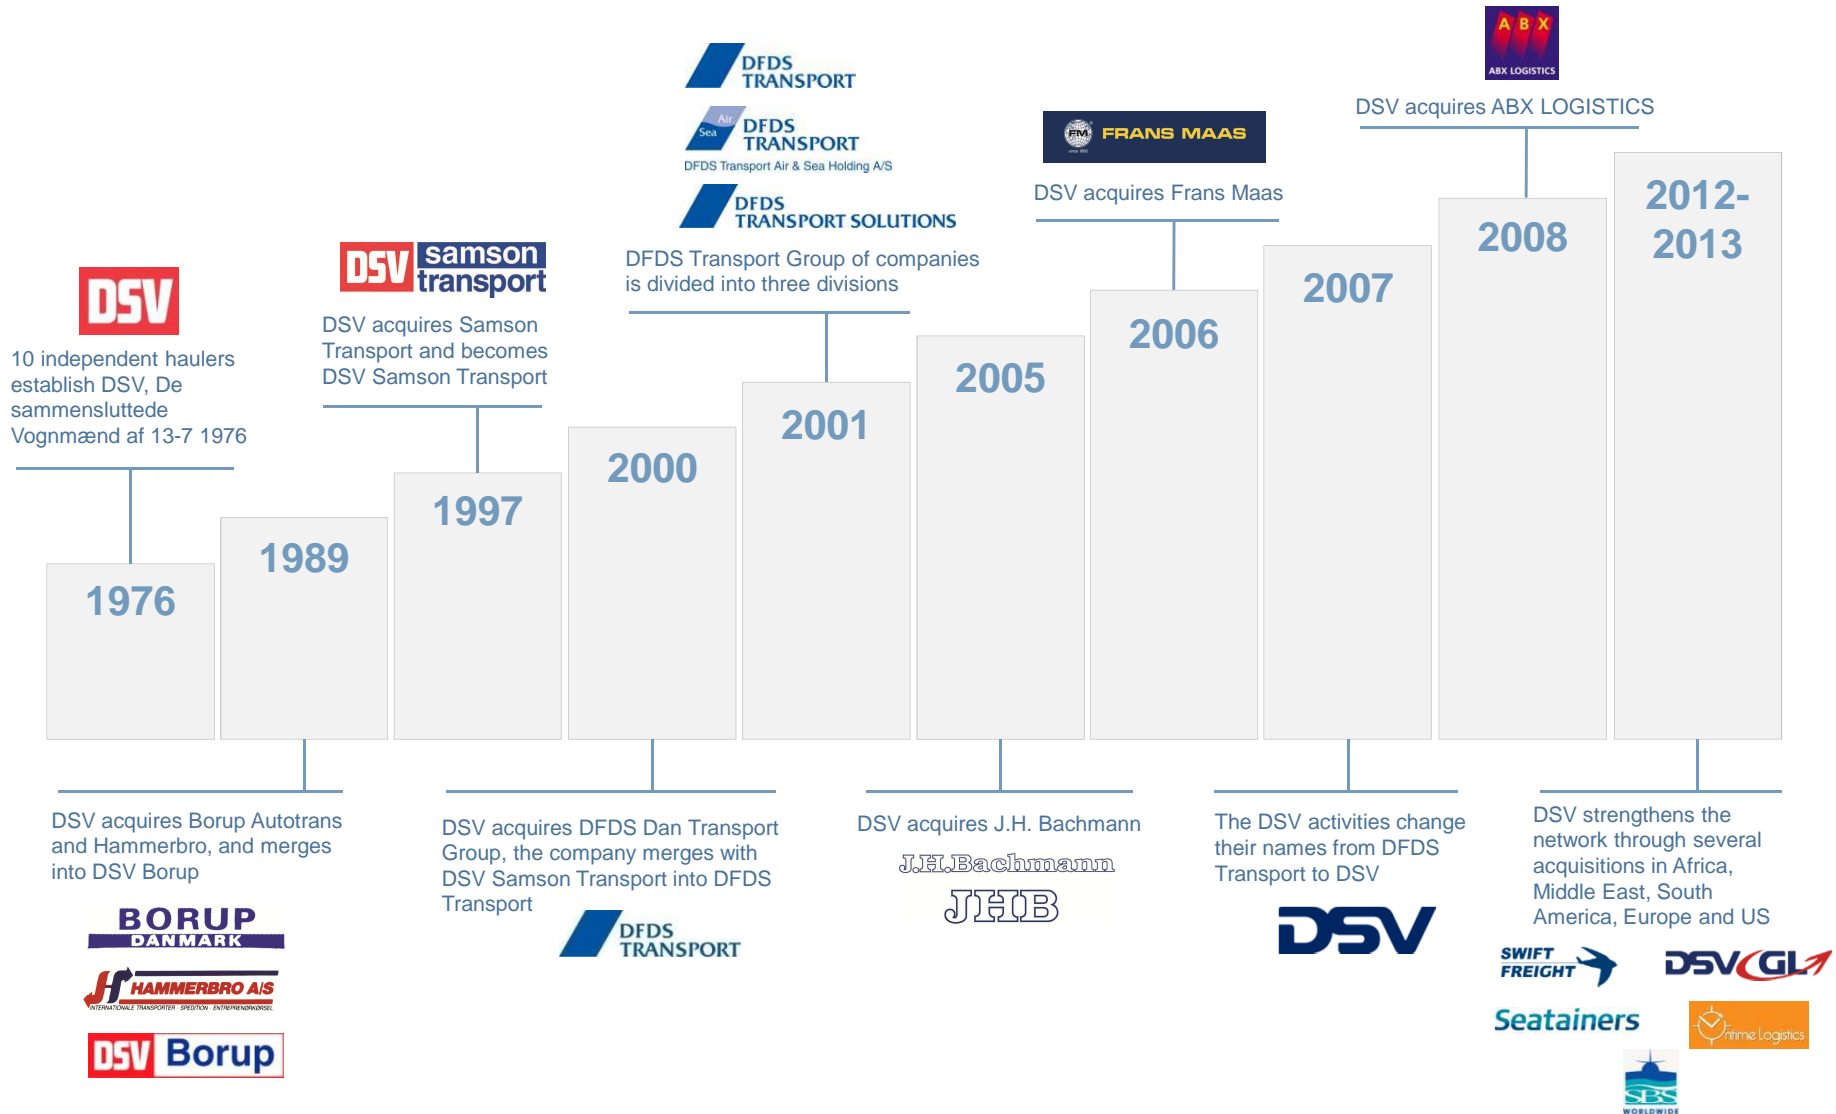 DSV
10 independent haulers
establish DSV, De
sammensluttede
Vognmænd af 13-7 1976
1976
1989
DSV acquires Borup Autotrans
and Hammerbro, and merges
into DSV Borup
BORUP
DANMARK
H HAMMERBRO A/S
INTERNATIONALE TRANSPORTER - SPEDITION - ENTREPRENØRKØRSEL
DSV Borup
DSV samson
transport
DSV acquires Samson
Transport and becomes
DSV Samson Transport
1997
2000
DSV acquires DFDS Dan Transport
Group, the company merges with
DSV Samson Transport into DFDS
Transport
DFDS
TRANSPORT
DFDS
TRANSPORT
Air
Sea
DFDS
TRANSPORT
DFDS Transport Air & Sea Holding A/S
DFDS
TRANSPORT SOLUTIONS
DFDS Transport Group of companies
is divided into three divisions
2001
2005
DSV acquires J.H. Bachmann
J.H.Bachmann
JHB
FM FRANS MAAS
since 1890
DSV acquires Frans Maas
2006
2007
The DSV activities change
their names from DFDS
Transport to DSV
DSV
ABX
ABX LOGISTICS
DSV acquires ABX LOGISTICS
2008
2012-
2013
DSV strengthens the
network through several
acquisitions in Africa,
Middle East, South
America, Europe and US
SWIFT
FREIGHT
DSV GL
Seatainers
ntime Logistics
SBS
WORLDWIDE